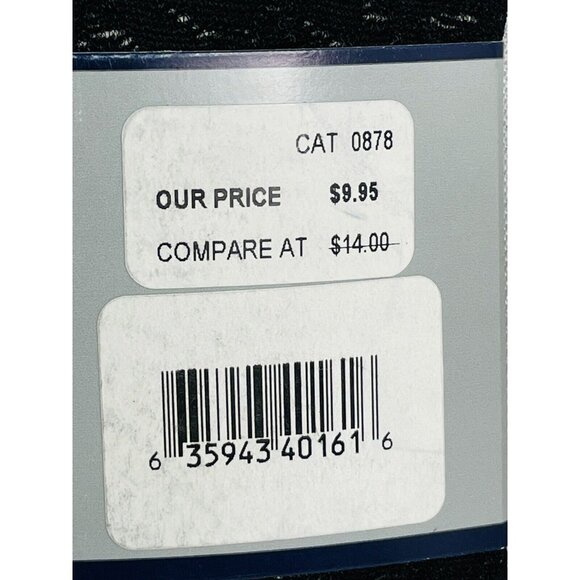 CAT 0878
OUR PRICE $9.95
COMPARE AT $14.00
6 35943 40161 6